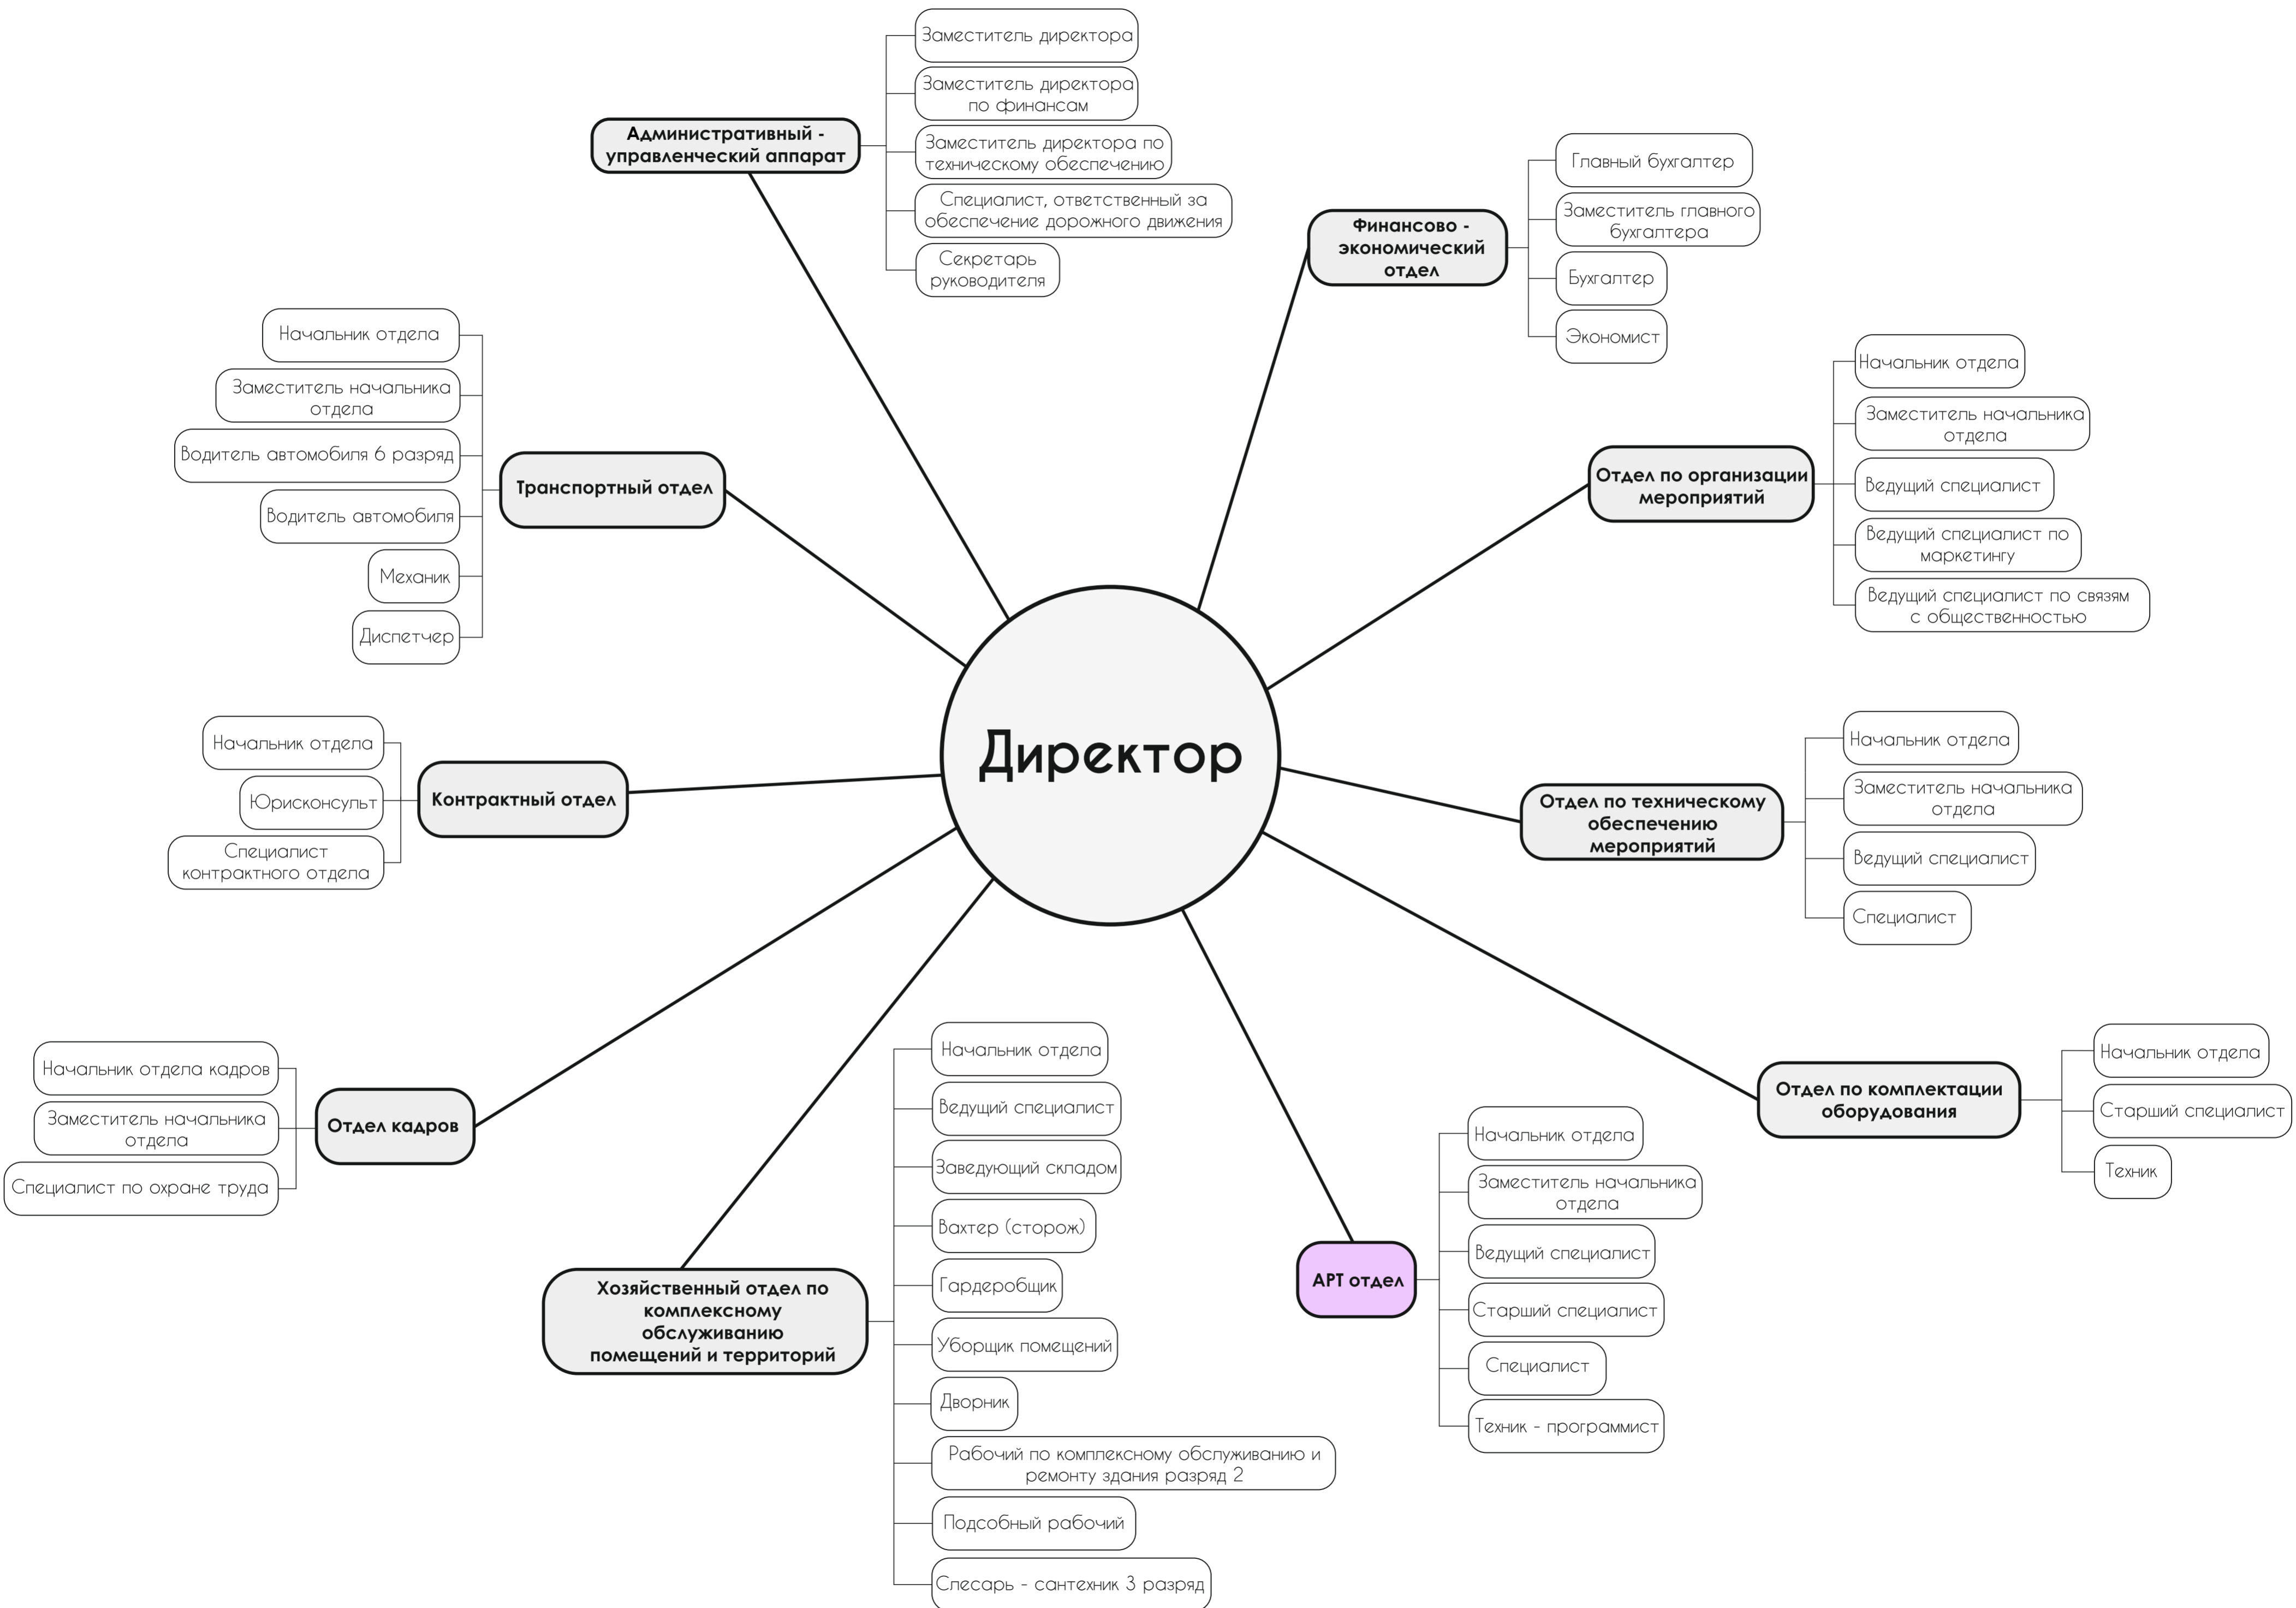 Заместитель директора
Заместитель директора
по финансам
Административный -
управленческий аппарат
Заместитель директора по
техническому обеспечению
Специалист, ответственный за
обеспечение дорожного движения
Секретарь
руководителя
Финансово -
экономический
отдел
Главный бухгалтер
Заместитель главного
бухгалтера
Бухгалтер
Экономист
Транспортный отдел
Начальник отдела
Заместитель начальника
отдела
Водитель автомобиля 6 разряд
Водитель автомобиля
Механик
Диспетчер
Отдел по организации
мероприятий
Начальник отдела
Заместитель начальника
отдела
Ведущий специалист
Ведущий специалист по
маркетингу
Ведущий специалист по связям
с общественностью
Директор
Контрактный отдел
Начальник отдела
Юрисконсульт
Специалист
контрактного отдела
Отдел по техническому
обеспечению
мероприятий
Начальник отдела
Заместитель начальника
отдела
Ведущий специалист
Специалист
Отдел кадров
Начальник отдела кадров
Заместитель начальника
отдела
Специалист по охране труда
Хозяйственный отдел по
комплексному
обслуживанию
помещений и территорий
Начальник отдела
Ведущий специалист
Заведующий складом
Вахтер (сторож)
Гардеробщик
Уборщик помещений
Дворник
Рабочий по комплексному обслуживанию и
ремонту здания разряд 2
Подсобный рабочий
Слесарь - сантехник 3 разряд
АРТ отдел
Начальник отдела
Заместитель начальника
отдела
Ведущий специалист
Старший специалист
Специалист
Техник - программист
Отдел по комплектации
оборудования
Начальник отдела
Старший специалист
Техник